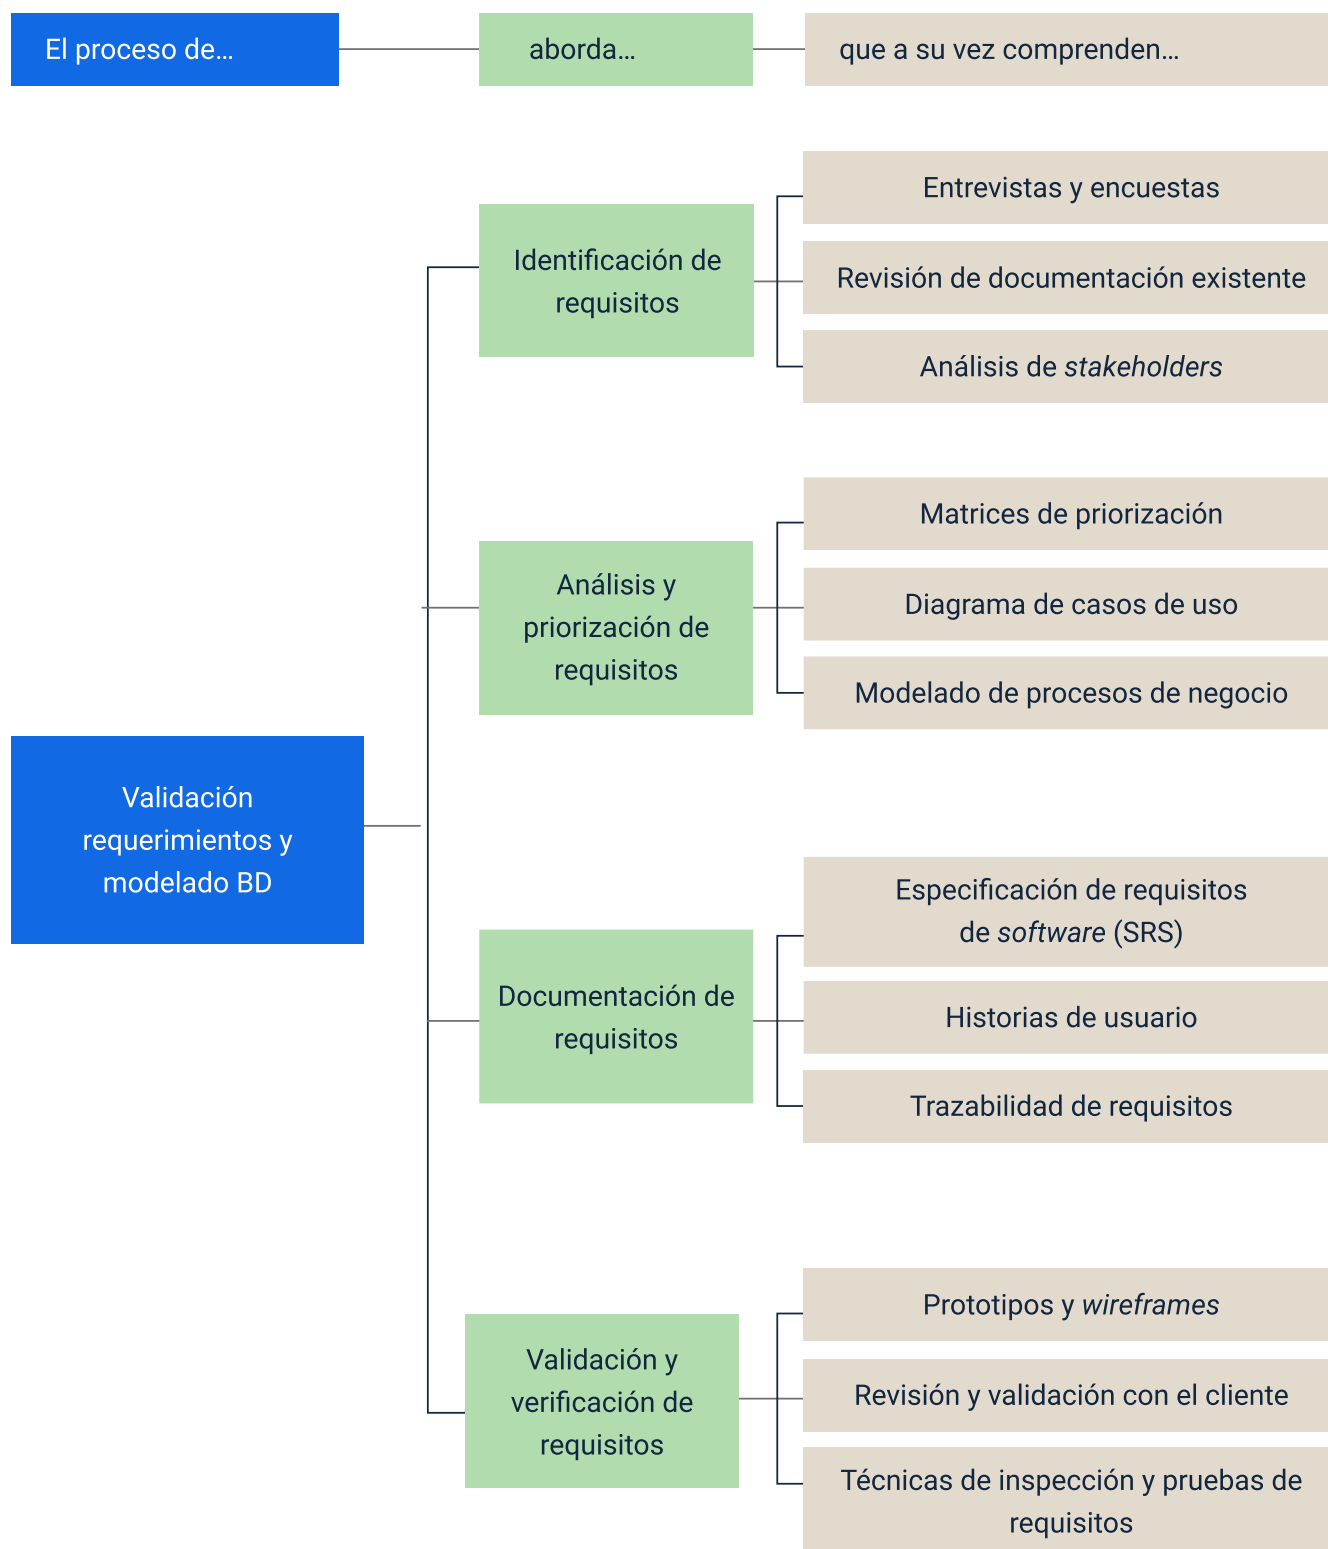 El proceso de...
aborda...
que a su vez comprenden...
Entrevistas y encuestas
Identificación de
requisitos
Revisión de documentación existente
Análisis de stakeholders
Matrices de priorización
Análisis y
priorización de
requisitos
Diagrama de casos de uso
Modelado de procesos de negocio
Validación
requerimientos y
modelado BD
Especificación de requisitos
de software (SRS)
Documentación de
requisitos
Historias de usuario
Trazabilidad de requisitos
Prototipos y wireframes
Validación y
verificación de
requisitos
Revisión y validación con el cliente
Técnicas de inspección y pruebas de
requisitos